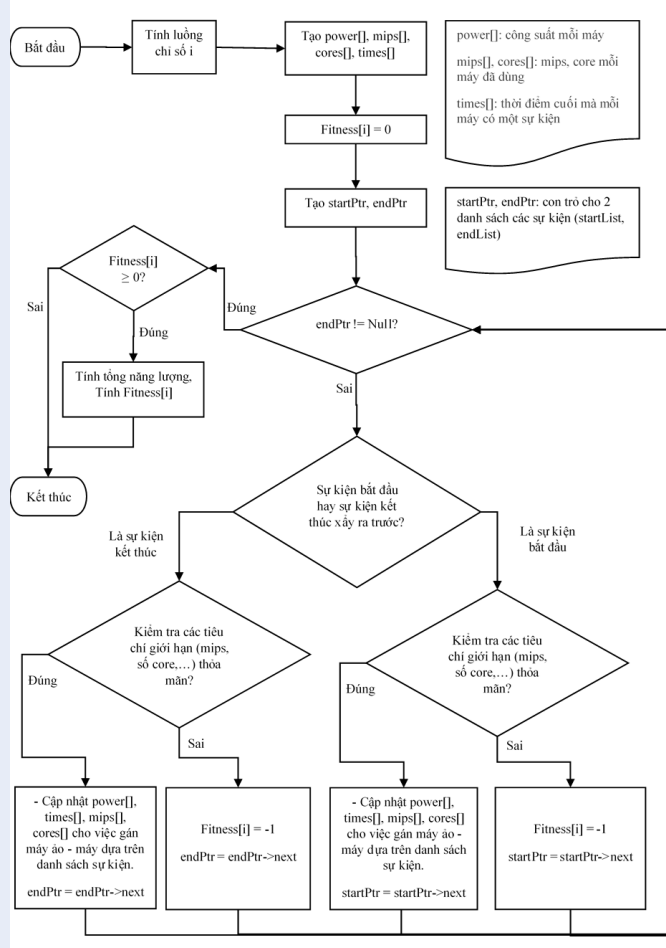 Bắt đầu
Tính luồng
chỉ số i
Tạo power[], mips[],
cores[], times[]
power[]: công suất mỗi máy
mips[], cores[]: mips, core mỗi
máy đã dùng
times[]: thời điểm cuối mà mỗi
máy có một sự kiện
Fitness[i] = 0
Tạo startPtr, endPtr
startPtr, endPtr: con trỏ cho 2
danh sách các sự kiện (startList,
endList)
Fitness[i]
≥ 0?
Sai
Đúng
endPtr != Null?
Đúng
Tính tổng năng lượng,
Tính Fitness[i]
Sai
Kết thúc
Sự kiện bắt đầu
hay sự kiện kết
thúc xẩy ra trước?
Là sự kiện
kết thúc
Là sự kiện
bắt đầu
Kiểm tra các tiêu
chí giới hạn (mips,
số core,…) thỏa
mãn?
Đúng
Sai
Kiểm tra các tiêu
chí giới hạn (mips,
số core,…) thỏa
mãn?
Đúng
Sai
- Cập nhật power[],
times[], mips[],
cores[] cho việc gán
máy ảo - máy dựa trên
danh sách sự kiện.
endPtr = endPtr->next
Fitness[i] = -1
endPtr = endPtr->next
- Cập nhật power[],
times[], mips[], cores[]
cho việc gán máy ảo -
máy dựa trên danh sách
sự kiện.
startPtr = startPtr->next
Fitness[i] = -1
startPtr = startPtr->next